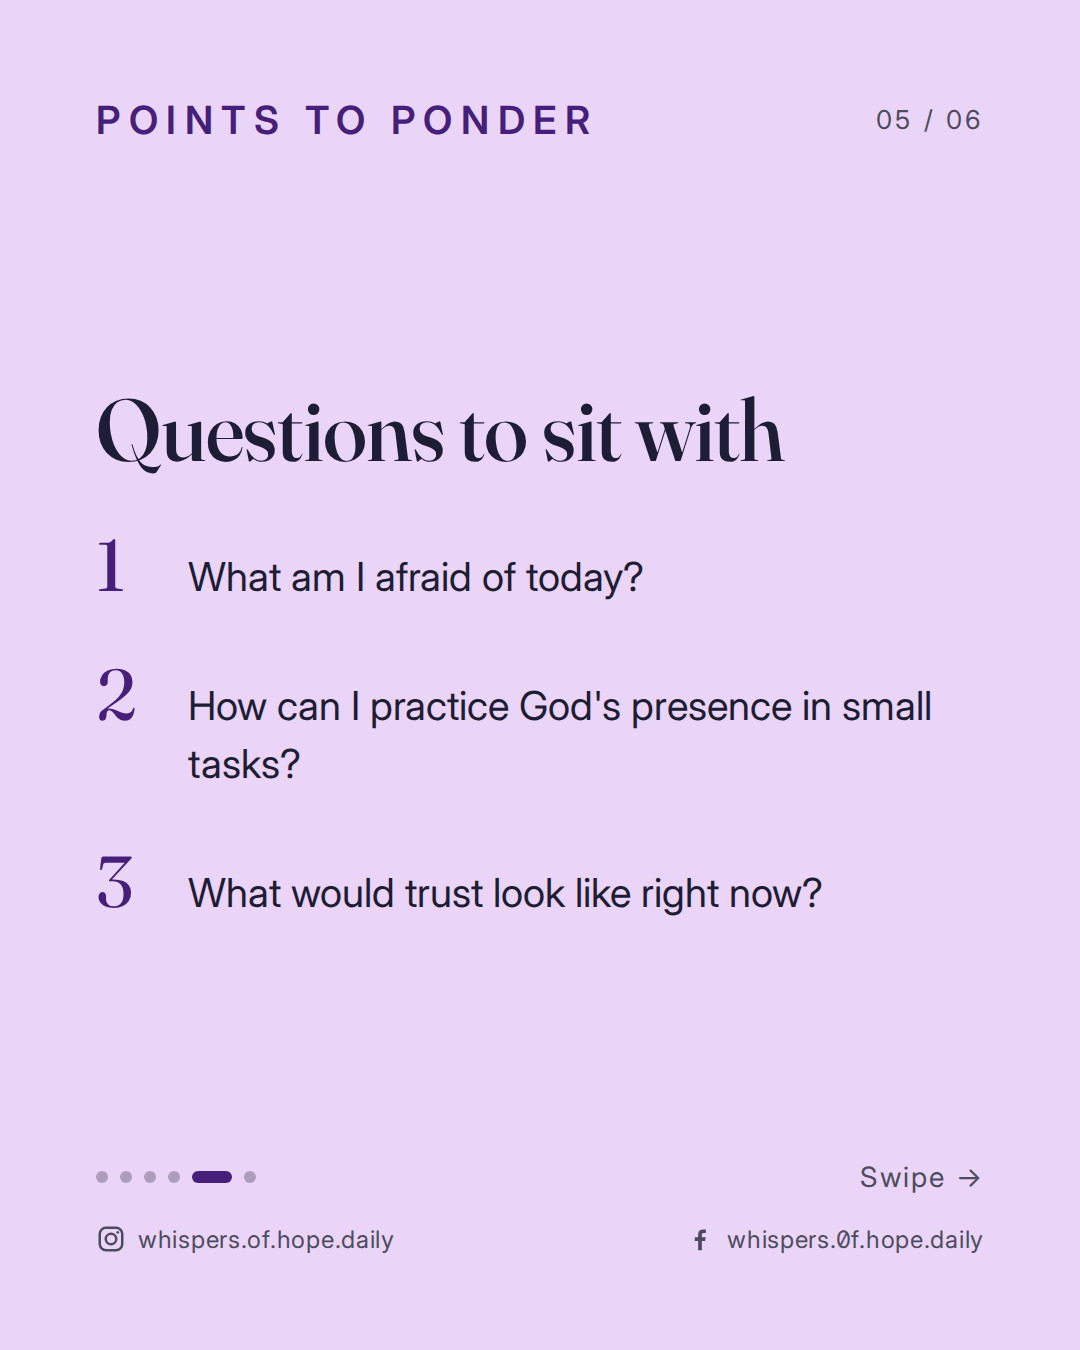 POINTS TO PONDER
05 / 06
Questions to sit with
1 What am I afraid of today?
2 How can I practice God's presence in small
tasks?
3 What would trust look like right now?
Swipe →
whispers.of.hope.daily
whispers.0f.hope.daily